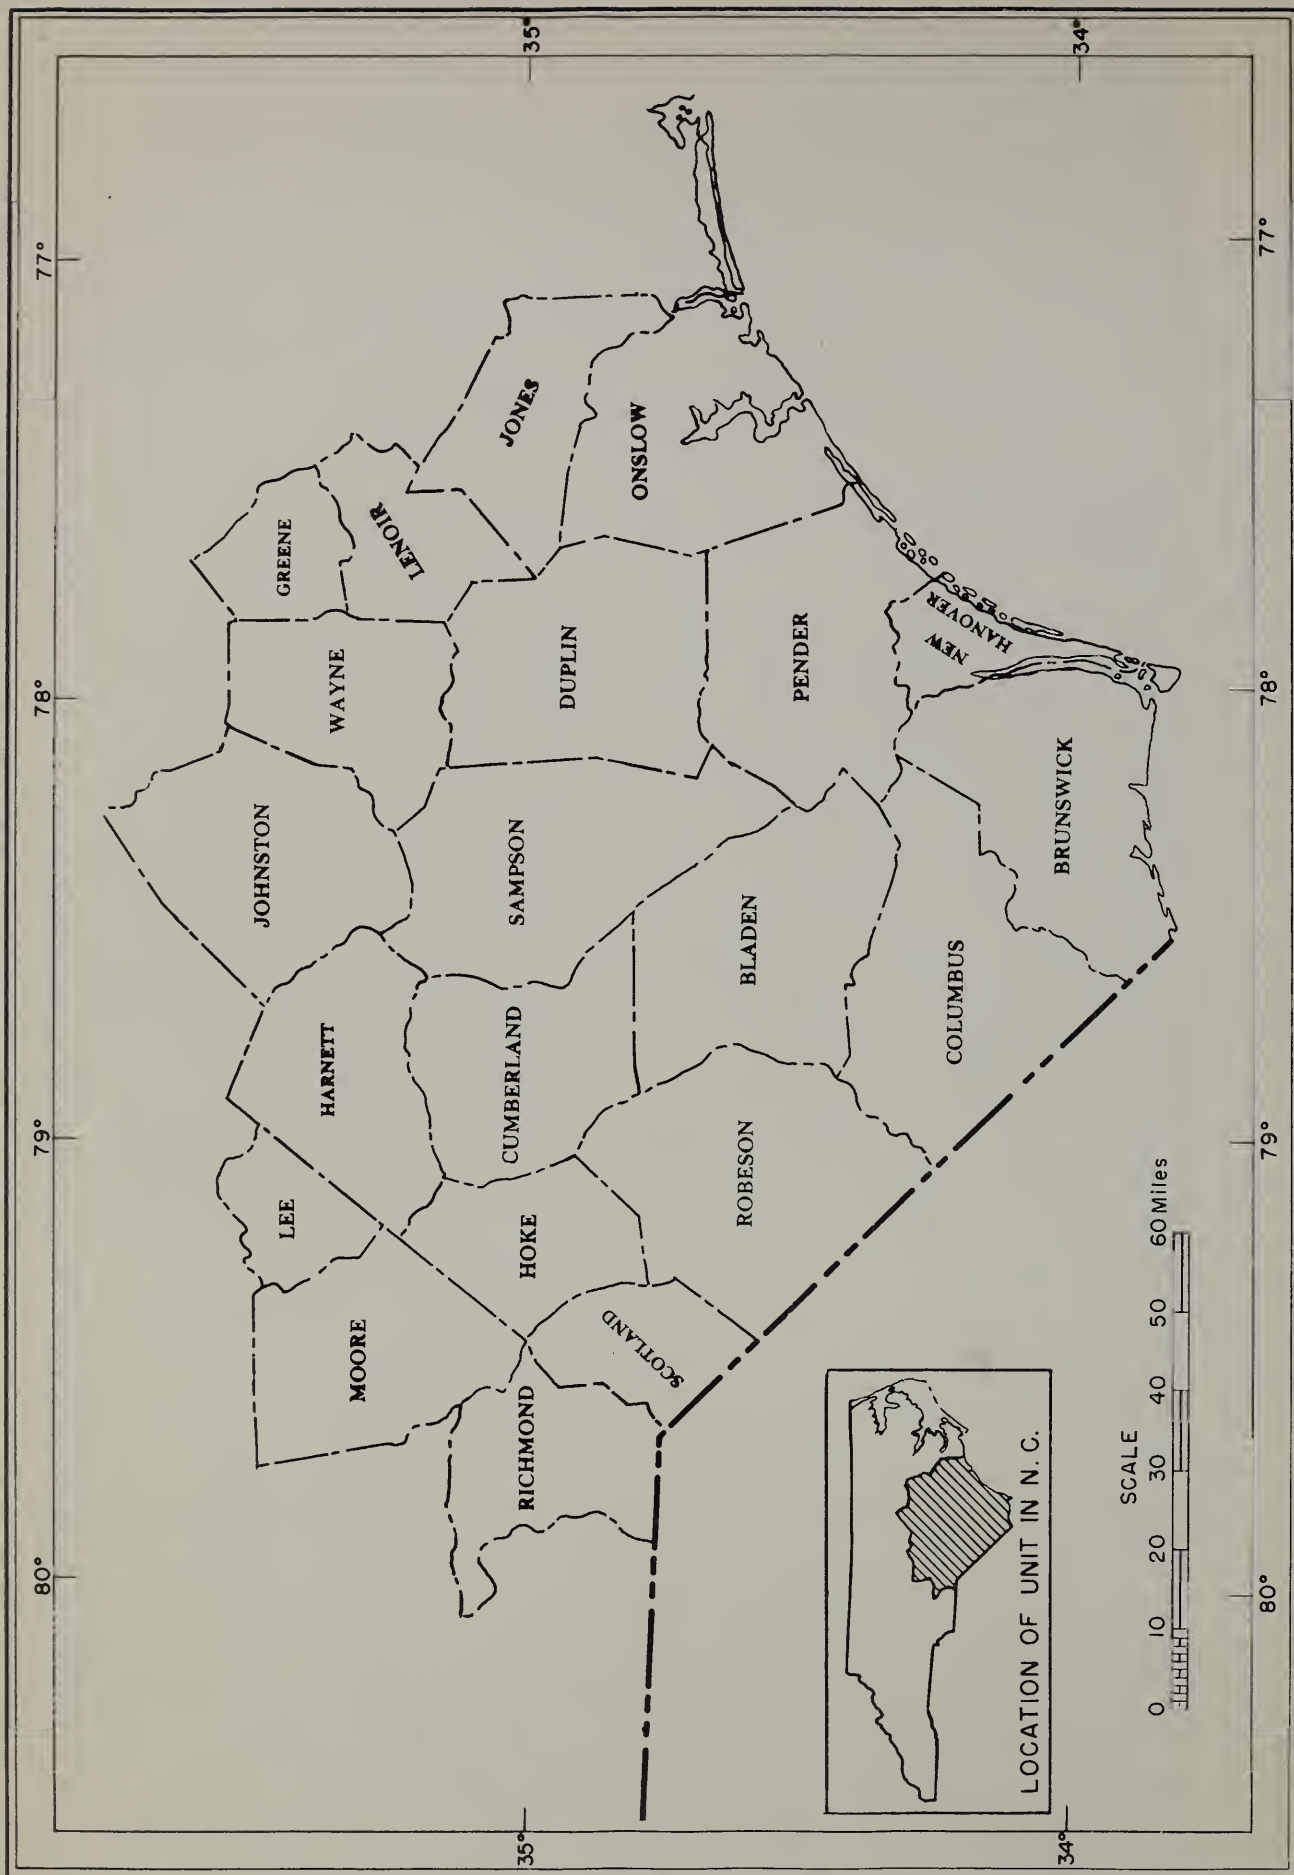 80°
79°
78°
77°
JOHNSTON
GREENE
WAYNE
LENOIR
LEE
HARNETT
MOORE
JONES
35°
35°
RICHMOND
HOKE
CUMBERLAND
SAMPSON
DUPLIN
ONSLOW
SCOTLAND
ROBESON
BLADEN
PENDER
NEW
HANOVER
COLUMBUS
BRUNSWICK
LOCATION OF UNIT IN N. C.
34°
34°
SCALE
0 10 20 30 40 50 60 Miles
80°
79°
78°
77°